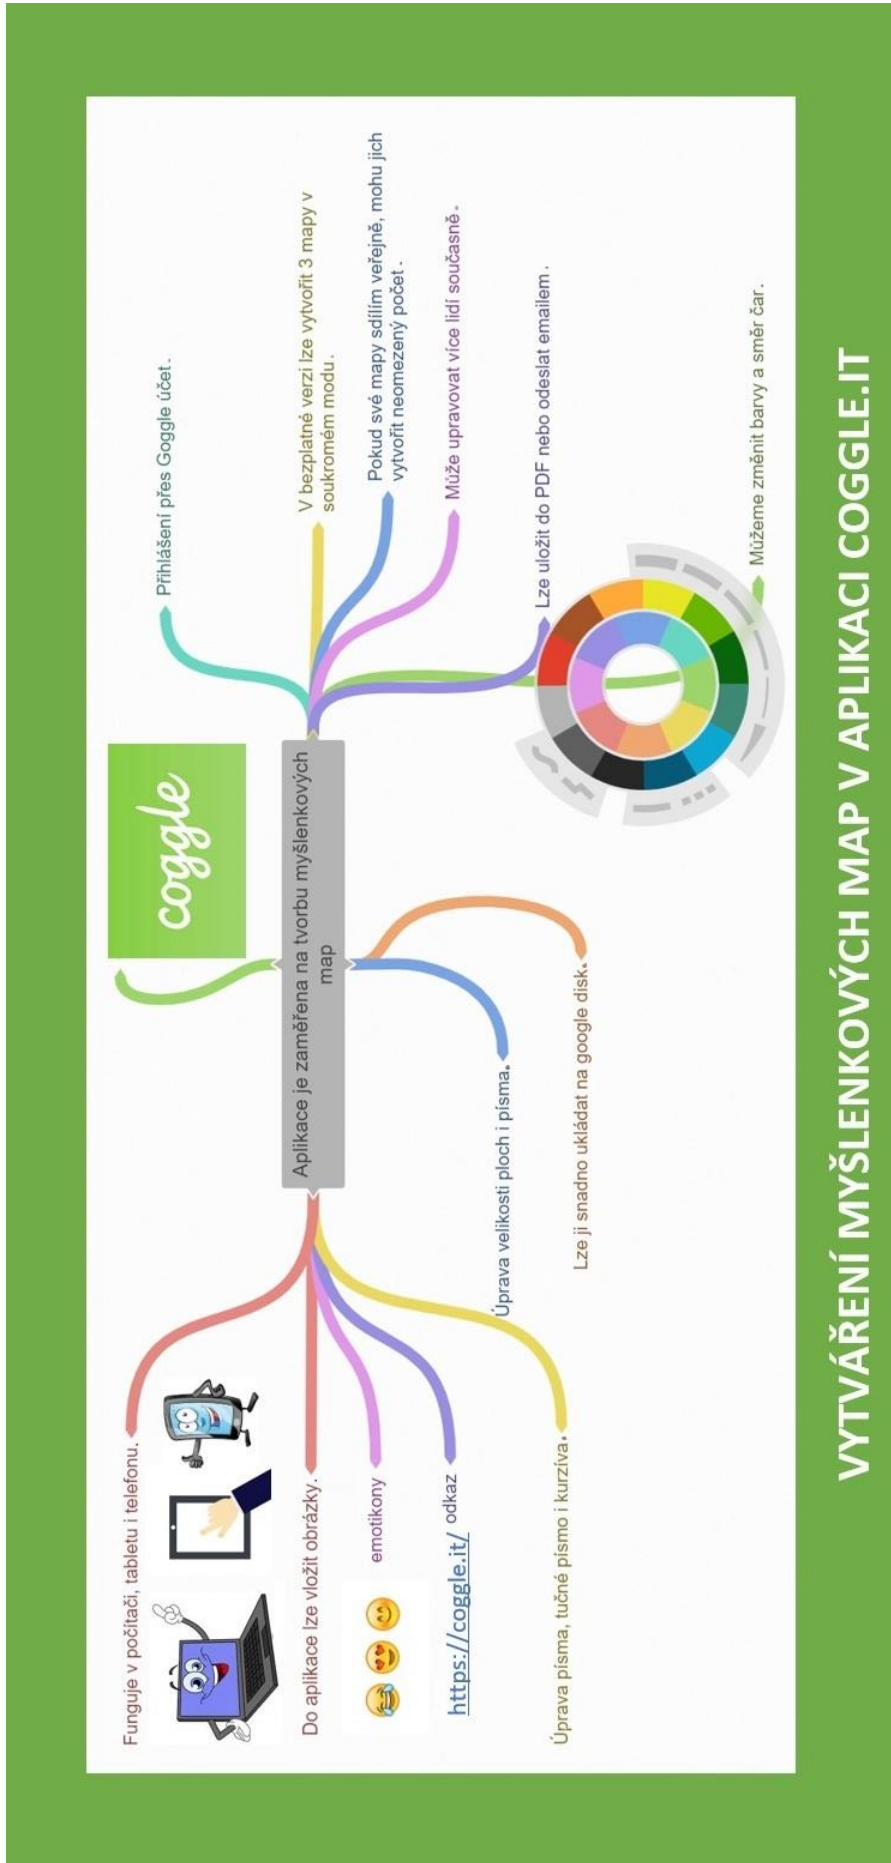 Funguje v počítači, tabletu i telefonu.
Do aplikace lze vložit obrázky.
emotikony
https://coggle.it/ odkaz
Úprava písma, tučné písmo i kurzíva.
coggle
Aplikace je zaměřena na tvorbu myšlenkových
map
Úprava velikosti ploch i písma.
Lze ji snadno ukládat na google disk.
Přihlášení přes Goggle účet.
V bezplatné verzi lze vytvořit 3 mapy v
soukromém modu.
Pokud své mapy sdílím veřejně, mohu jich
vytvořit neomezený počet.
Může upravovat více lidí současně.
Lze uložit do PDF nebo odeslat emailem.
Můžeme změnit barvy a směr čar.
VYTVÁŘENÍ MYŠLENKOVÝCH MAP V APLIKACI COGGLE.IT